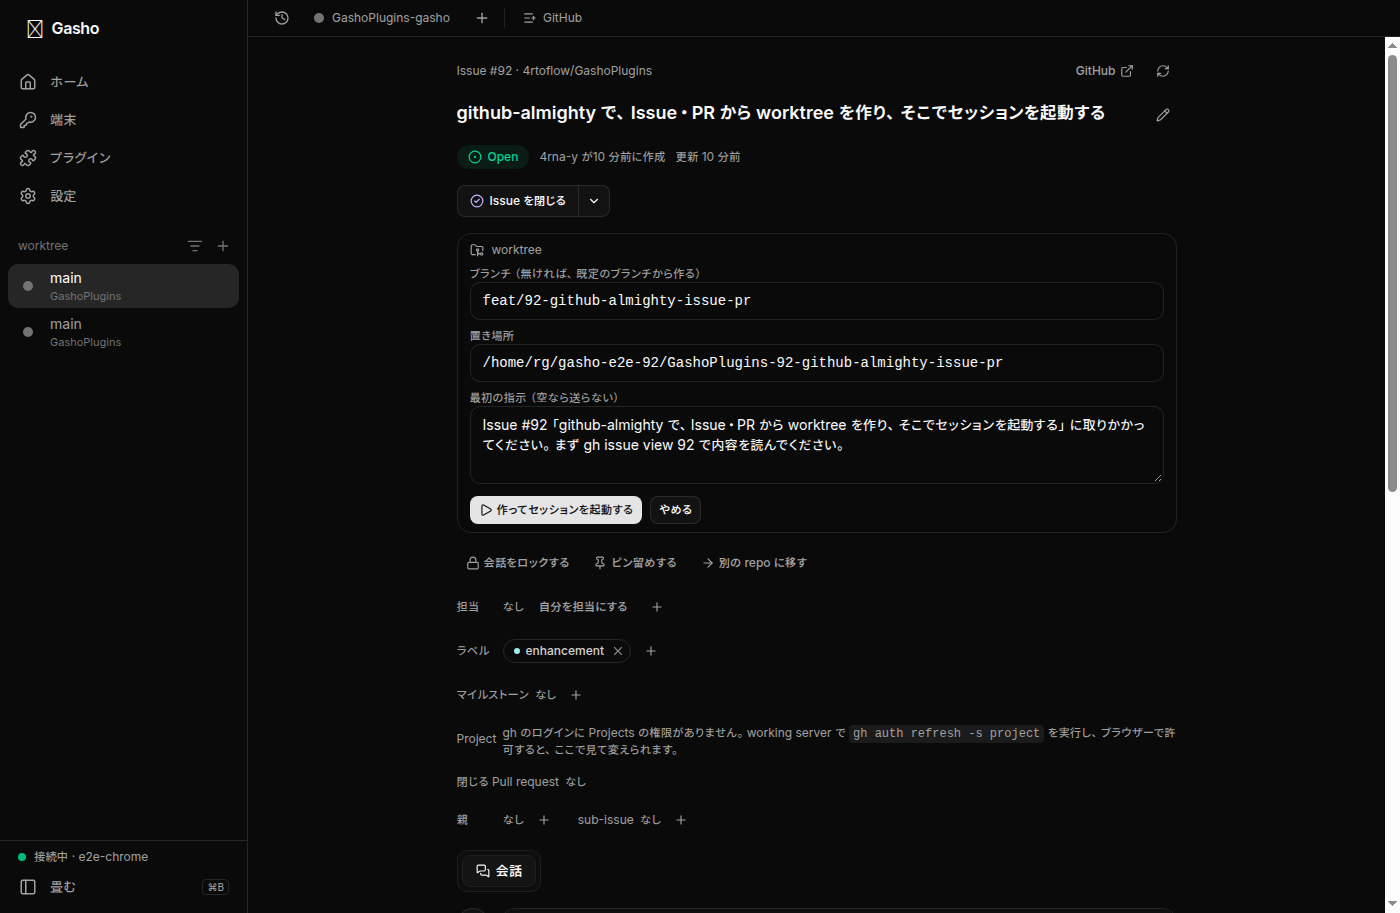 Gasho
ホーム
端末
プラグイン
設定
worktree
main
GashoPlugins
main
GashoPlugins
接続中・e2e-chrome
畳む
⌘B
GashoPlugins-gasho
GitHub
Issue #92 · 4rtoflow/GashoPlugins
GitHub
github-almighty で、Issue・PR から worktree を作り、そこでセッションを起動する
Open
4rna-y が10 分前に作成 更新 10 分前
Issue を閉じる
worktree
ブランチ（無ければ、既定のブランチから作る）
feat/92-github-almighty-issue-pr
置き場所
/home/rg/gasho-e2e-92/GashoPlugins-92-github-almighty-issue-pr
最初の指示（空なら送らない）
Issue #92「github-almighty で、Issue・PR から worktree を作り、そこでセッションを起動する」に取りかかっ
てください。まず gh issue view 92 で内容を読んでください。
作ってセッションを起動する
やめる
会話をロックする
ピン留めする
別の repo に移す
担当 なし 自分を担当にする
ラベル enhancement
マイルストーン なし
Project gh のログインに Projects の権限がありません。working server で gh auth refresh -s project を実行し、ブラウザーで許
可すると、ここで見て変えられます。
閉じる Pull request なし
親 なし sub-issue なし
会話